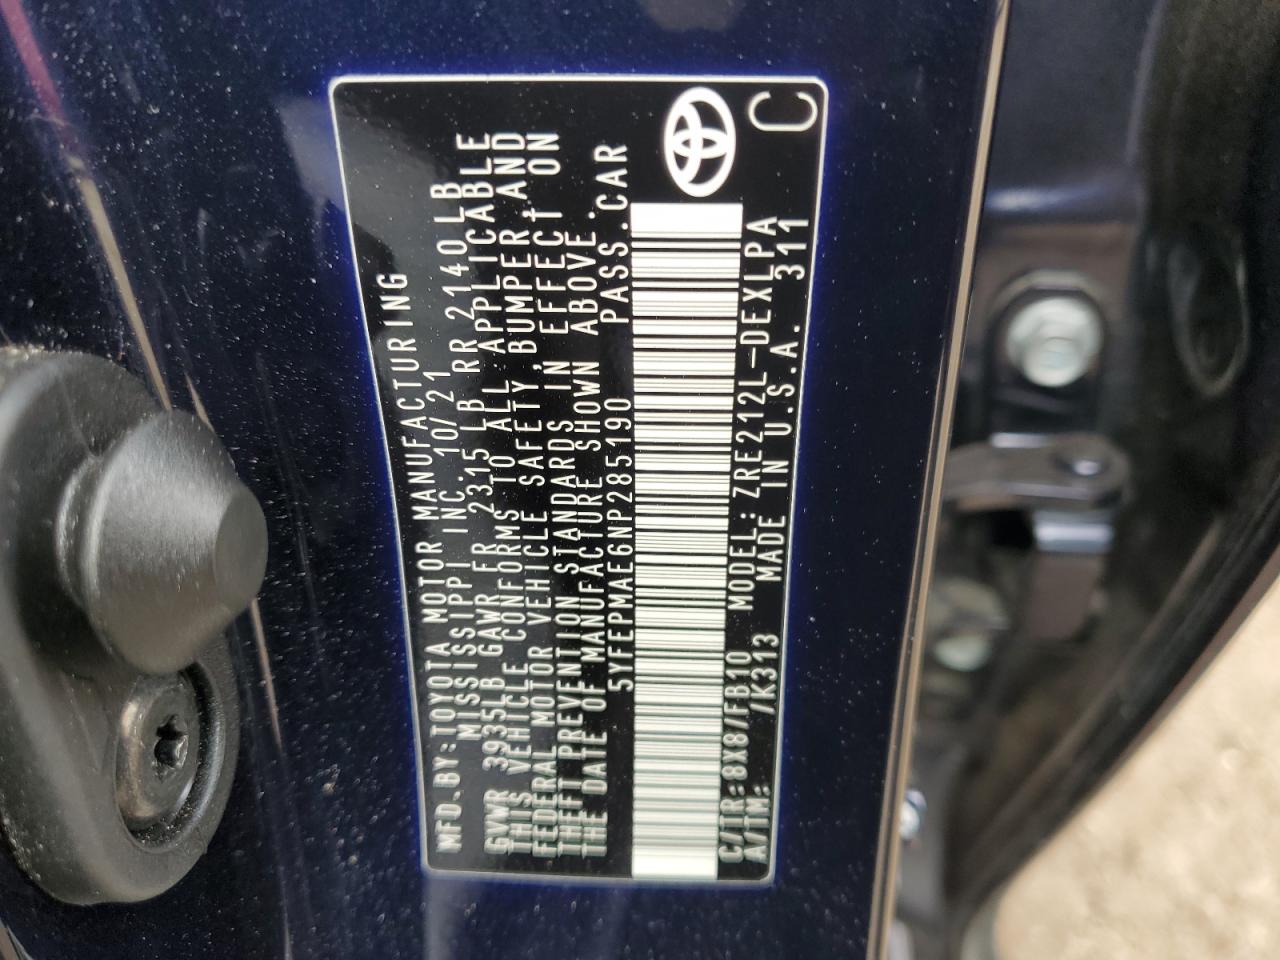 MFD.BY:TOYOTA MOTOR MANUFACTURING
MISSISSIPPI INC. 10/21
GVWR 3935LB GAWR FR 2315 LB RR 2140 LB
THIS VEHICLE CONFORMS TO ALL APPLICABLE
FEDERAL MOTOR VEHICLE SAFETY, BUMPER, AND
THEFT PREVENTION STANDARDS IN EFFECT ON
THE DATE OF MANUFACTURE SHOWN ABOVE.
5YFEPMAE6NP285190 PASS.CAR
C/TR:8X8/FB10 MODEL:ZRE212L-DEXLPA
A/TM: /K313 MADE IN U.S.A. 311
C